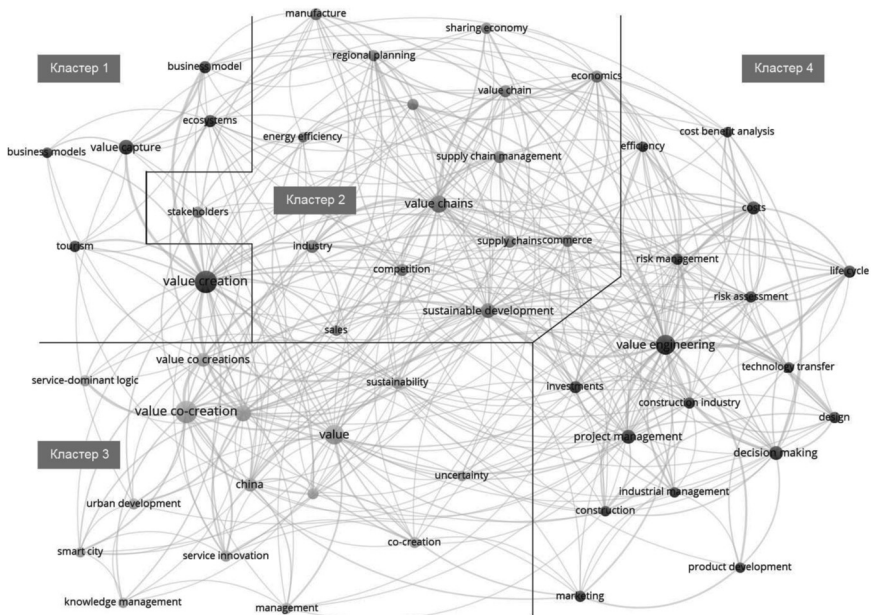 manufacture
sharing economy
Кластер 1
business model
regional planning
economics
Кластер 4
value chain
ecosystems
energy efficiency
cost benefit analysis
business models
value capture
efficiency
supply chain management
Кластер 2
stakeholders
value chains
costs
tourism
industry
supply chains
commerce
competition
risk management
life cycle
value creation
risk assessment
sustainable development
sales
value engineering
value co creations
technology transfer
service-dominant logic
sustainability
investments
value co-creation
construction industry
design
value
project management
Кластер 3
decision making
china
uncertainty
industrial management
urban development
construction
smart city
service innovation
co-creation
product development
knowledge management
management
marketing